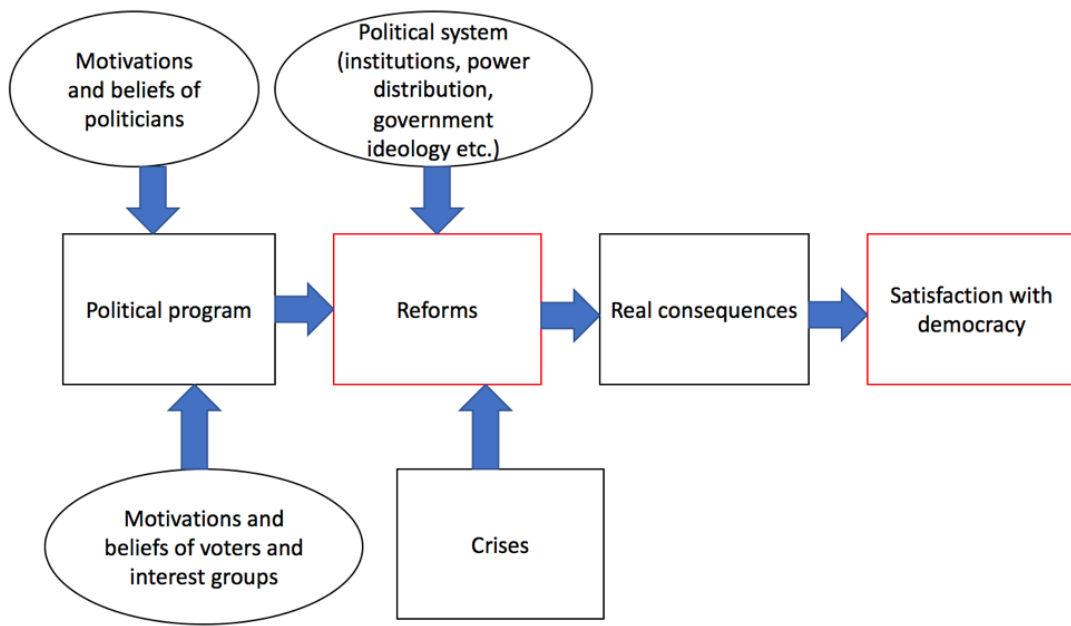 Motivations
and beliefs of
politicians
Political system
(institutions, power
distribution,
government
ideology etc.)
Political program
Reforms
Real consequences
Satisfaction with
democracy
Motivations and
beliefs of voters and
interest groups
Crises